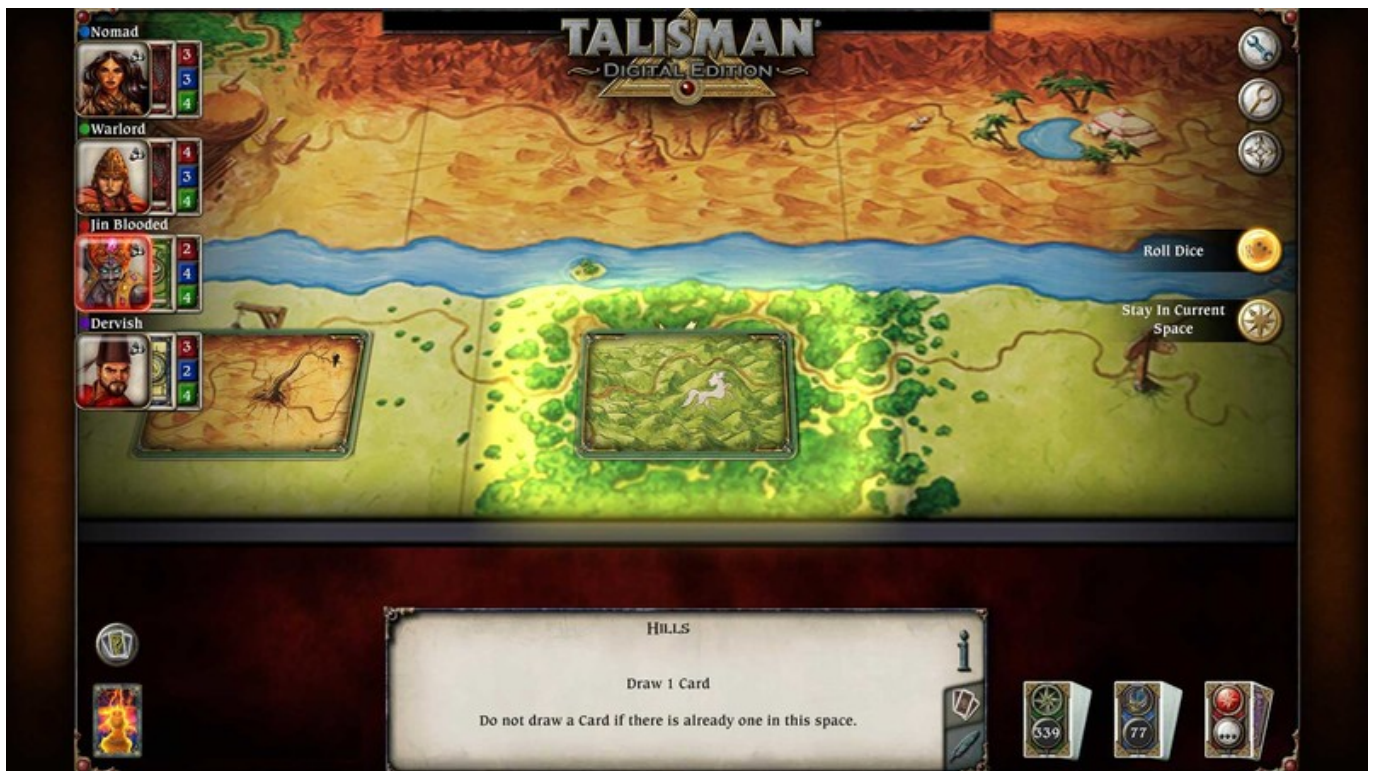 TALISMAN
DIGITAL EDITION
Nomad
3
3
4
Warlord
4
3
4
Jin Blooded
2
4
4
Dervish
3
2
4
Roll Dice
Stay In Current
Space
HILLS
Draw 1 Card
Do not draw a Card if there is already one in this space.
339
77